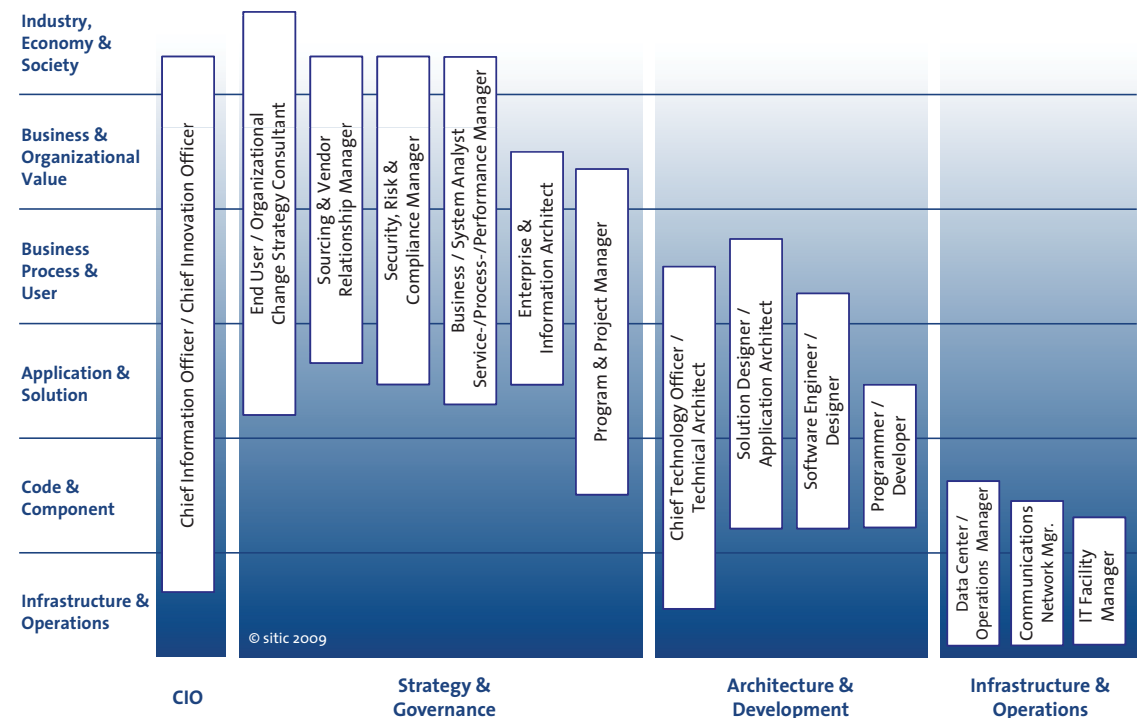 Industry,
Economy &
Society
Business &
Organizational
Value
Business
Process &
User
Application &
Solution
Code &
Component
Infrastructure &
Operations
Chief Information Officer / Chief Innovation Officer
End User / Organizational
Change Strategy Consultant
Sourcing & Vendor
Relationship Manager
Security, Risk &
Compliance Manager
Business / System Analyst
Service-/Process-/Performance Manager
Enterprise &
Information Architect
Program & Project Manager
Chief Technology Officer /
Technical Architect
Solution Designer /
Application Architect
Software Engineer /
Designer
Programmer /
Developer
Data Center /
Operations Manager
Communications
Network Mgr.
IT Facility
Manager
© sitic 2009
CIO
Strategy &
Governance
Architecture &
Development
Infrastructure &
Operations